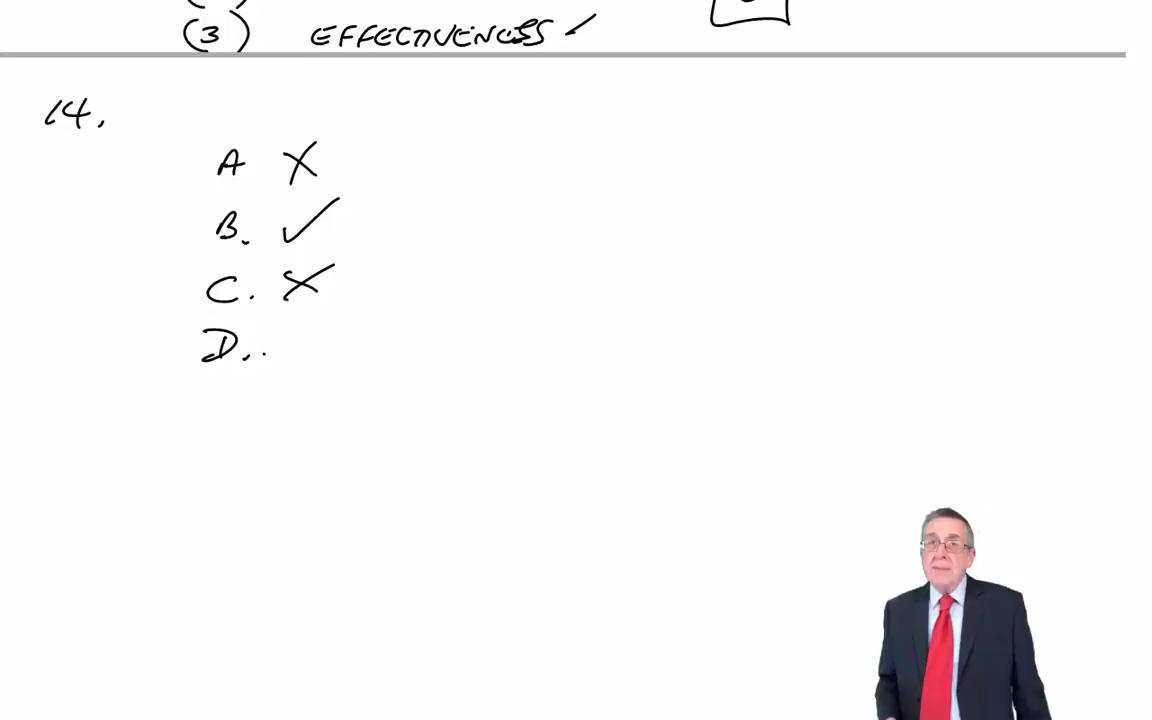 (3) EFFECTIVENESS ✓
14.
A X
B. ✓
C. X
D.